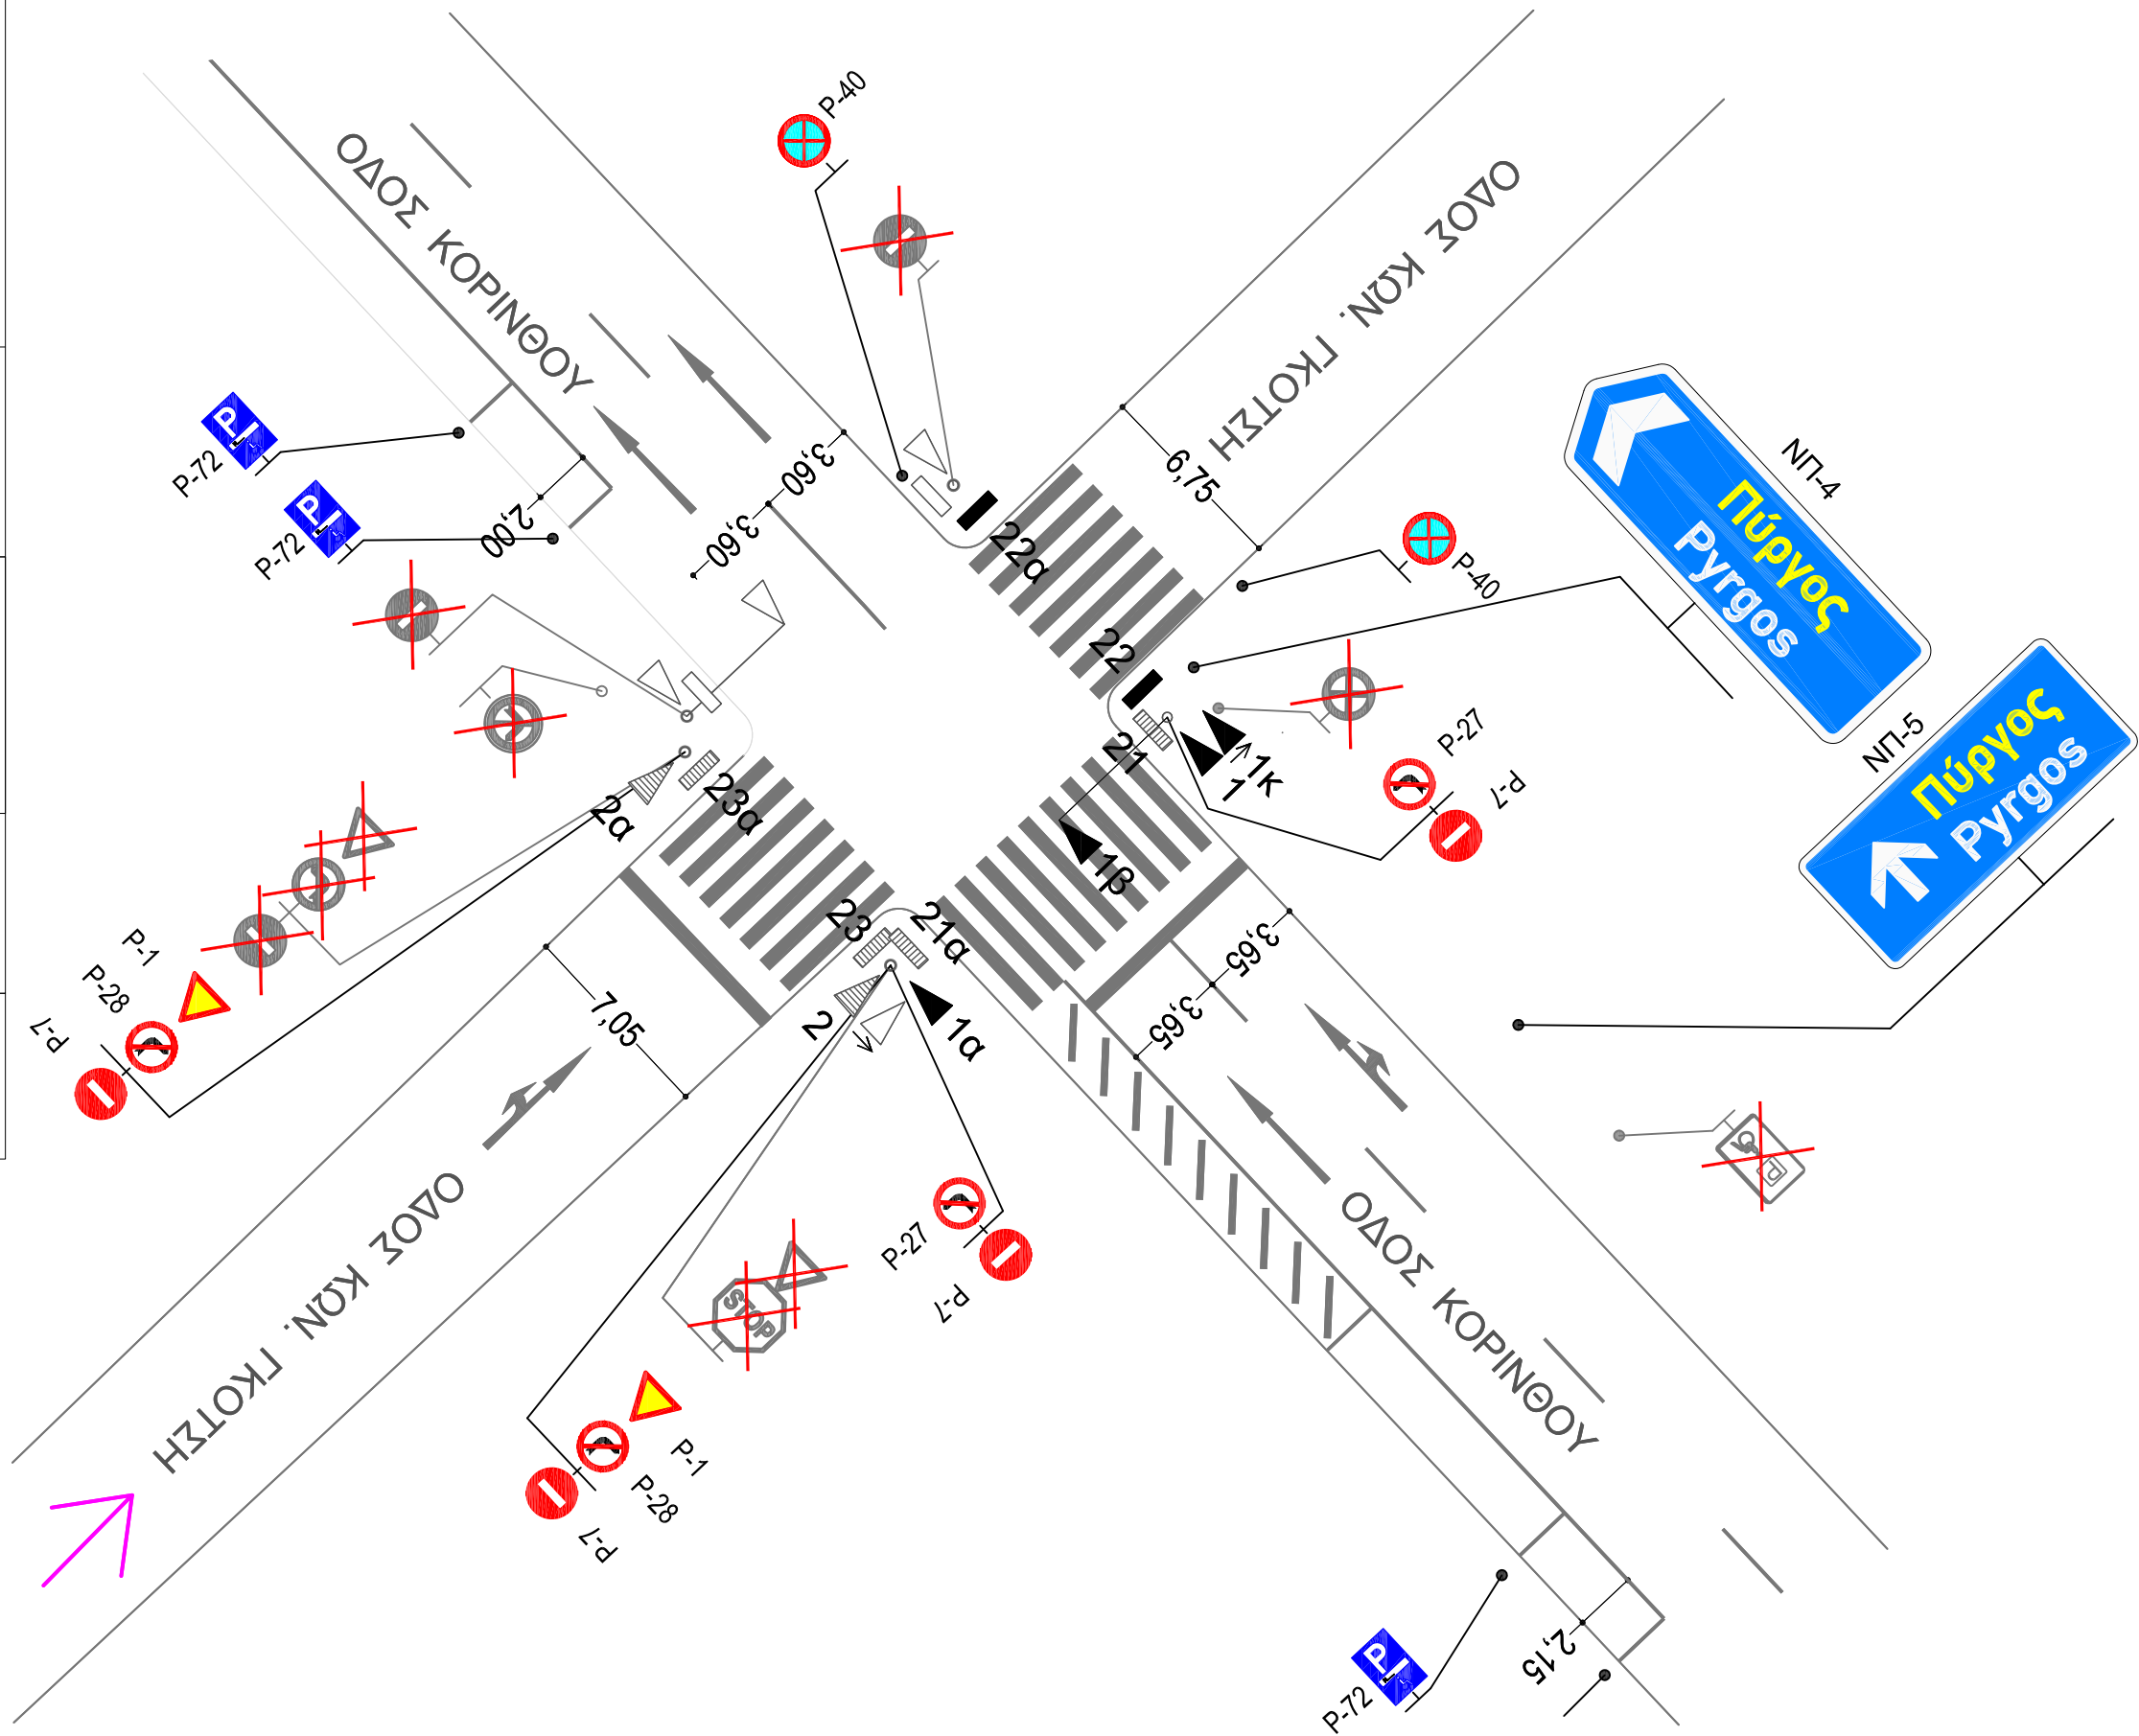 P-40
ΟΔΟΣ ΚΟΡΙΝΘΟΥ
ΟΔΟΣ ΚΩΝ. ΓΚΟΤΣΗ
P-72
P-72
2,00
3,60
3,60
6,75
22α
22
P-40
ΝΠ-4
Πύργος
Pyrgos
ΝΠ-5
Πύργος
Pyrgos
21
1κ
1β
P-27
P-7
23α
2α
23
21α
2
1α
P-1
P-28
P-7
7,05
3,65
3,65
P
ΟΔΟΣ ΚΩΝ. ΓΚΟΤΣΗ
P-27
P-7
STOP
P-1
P-28
P-7
ΟΔΟΣ ΚΟΡΙΝΘΟΥ
2,15
P-72